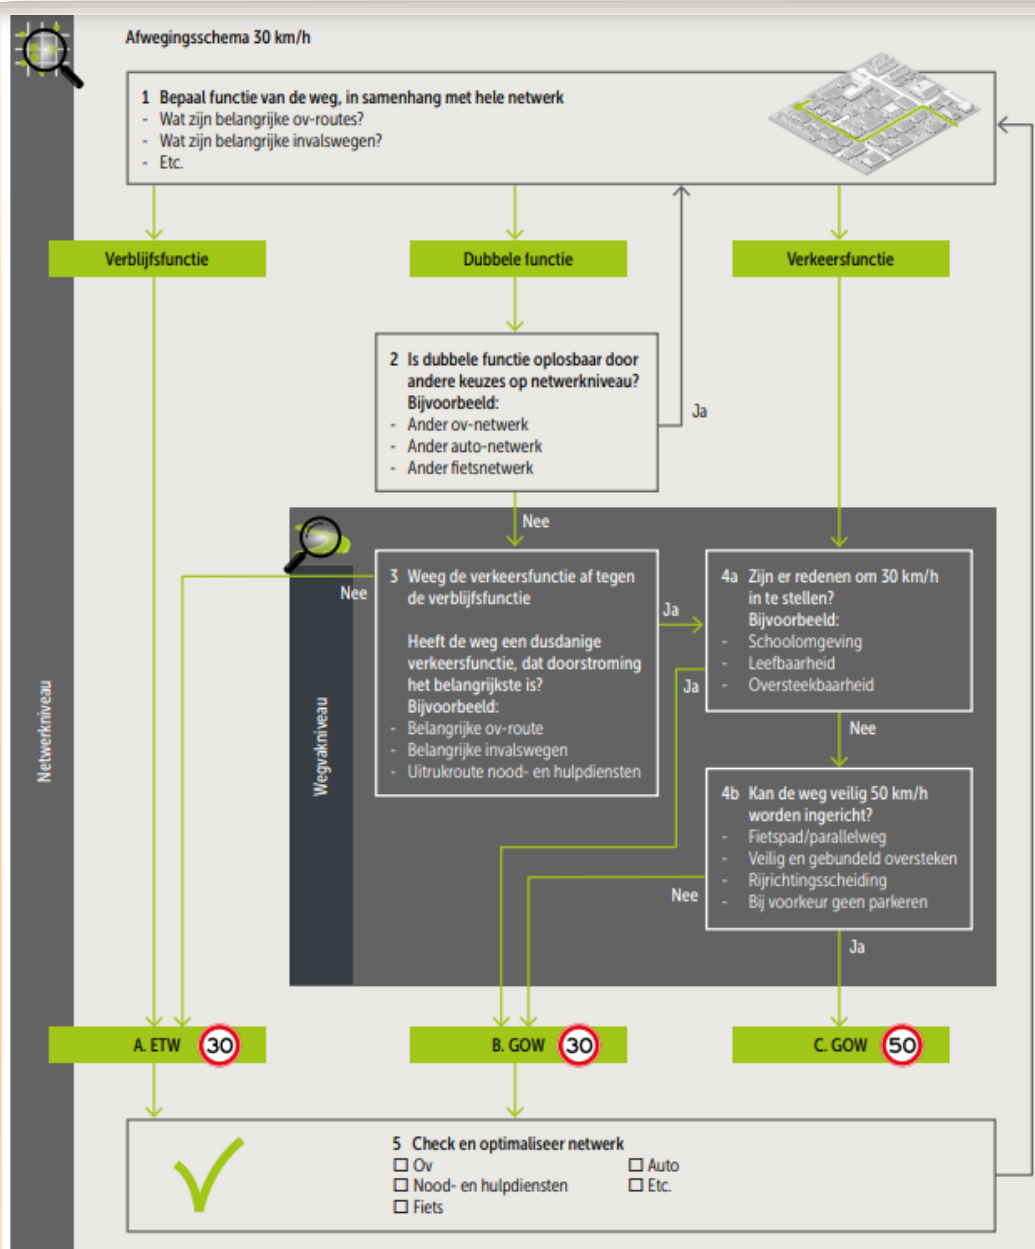 Afwegingsschema 30 km/h
1 Bepaal functie van de weg, in samenhang met hele netwerk
- Wat zijn belangrijke ov-routes?
- Wat zijn belangrijke invalswegen?
- Etc.
Verblijfsfunctie
Dubbele functie
Verkeersfunctie
2 Is dubbele functie oplosbaar door
andere keuzes op netwerkniveau?
Bijvoorbeeld:
- Ander ov-netwerk
- Ander auto-netwerk
- Ander fietsnetwerk
Ja
Nee
Netwerkniveau
Wegvakniveau
3 Weeg de verkeersfunctie af tegen
de verblijfsfunctie
Heeft de weg een dusdanige
verkeersfunctie, dat doorstroming
het belangrijkste is?
Bijvoorbeeld:
- Belangrijke ov-route
- Belangrijke invalswegen
- Uitrukroute nood- en hulpdiensten
Nee
Ja
4a Zijn er redenen om 30 km/h
in te stellen?
Bijvoorbeeld:
- Schoolomgeving
- Leefbaarheid
- Oversteekbaarheid
Ja
Nee
4b Kan de weg veilig 50 km/h
worden ingericht?
- Fietspad/parallelweg
- Veilig en gebundeld oversteken
- Rijrichtingsscheiding
- Bij voorkeur geen parkeren
Nee
Ja
A. ETW 30
B. GOW 30
C. GOW 50
5 Check en optimaliseer netwerk
☐ Ov
☐ Nood- en hulpdiensten
☐ Fiets
☐ Auto
☐ Etc.